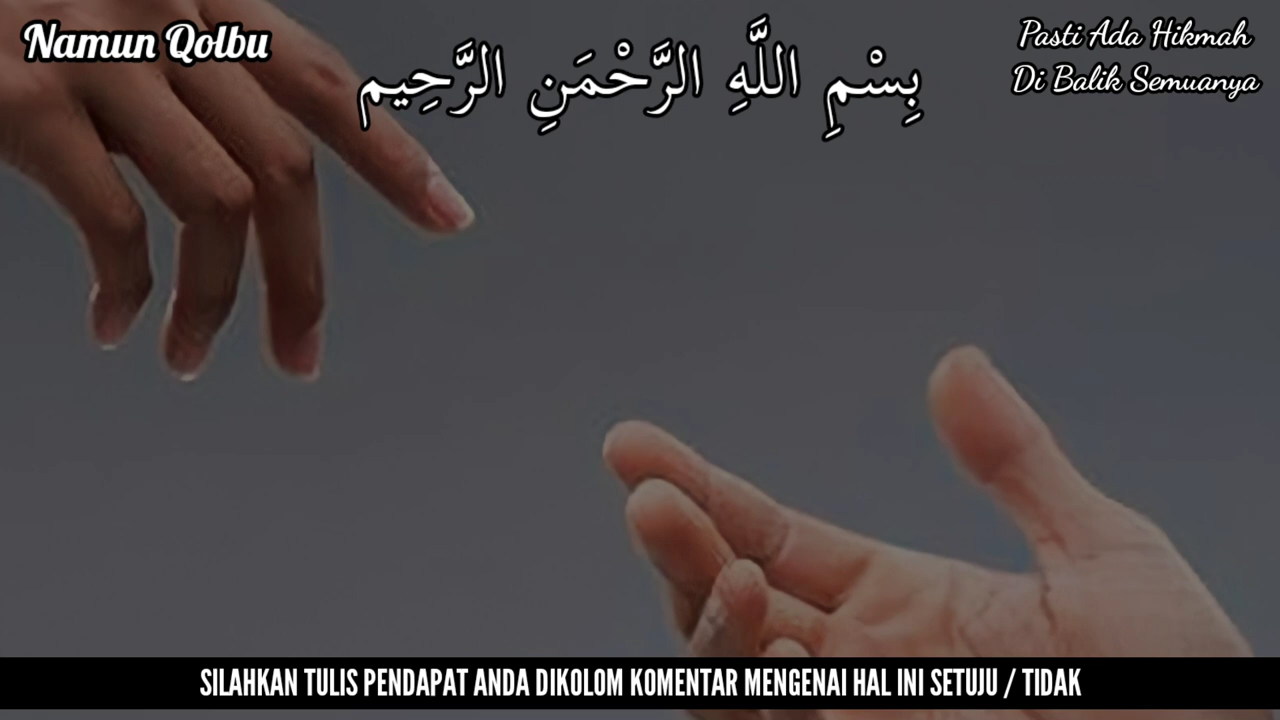 Namun Qolbu
بِسْمِ اللَّهِ الرَّحْمَنِ الرَّحِيم
Pasti Ada Hikmah
Di Balik Semuanya
SILAHKAN TULIS PENDAPAT ANDA DIKOLOM KOMENTAR MENGENAI HAL INI SETUJU / TIDAK